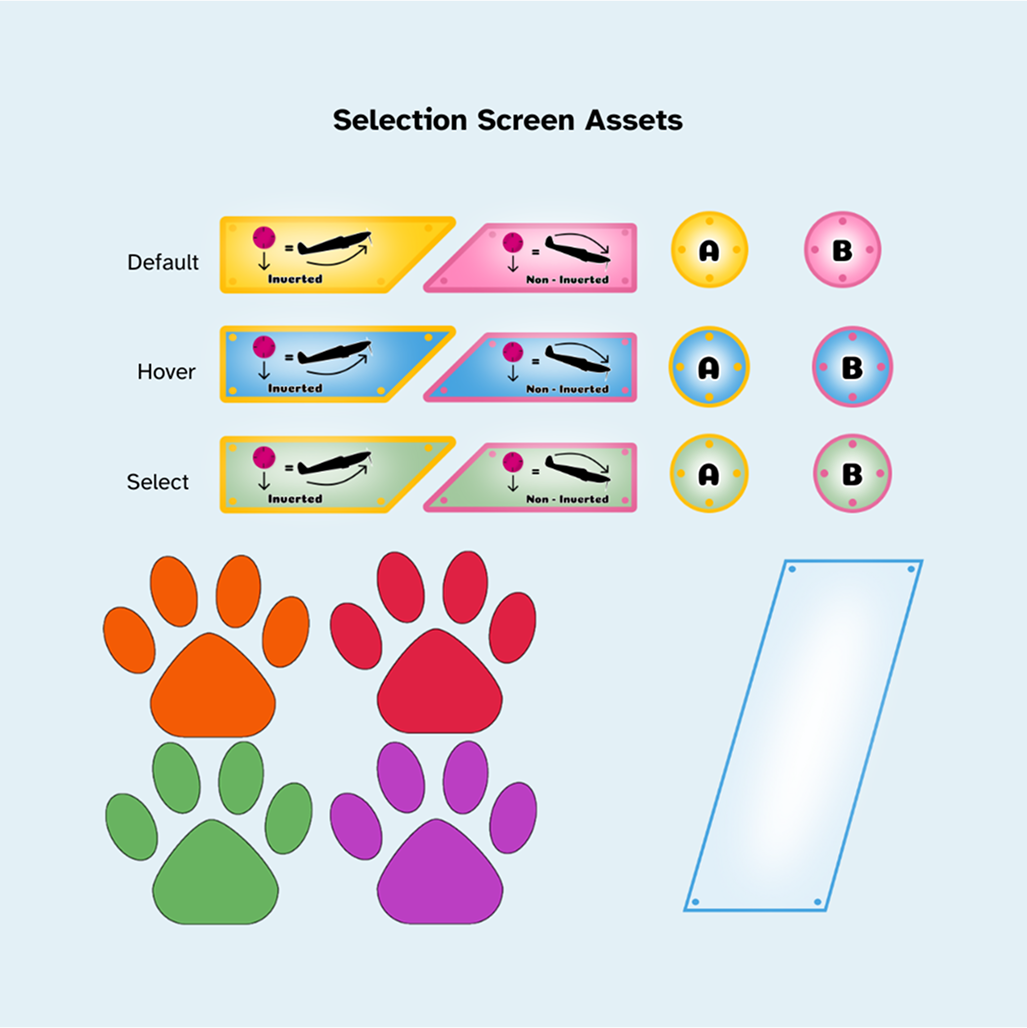 Selection Screen Assets
Default
=
Inverted
=
Non - Inverted
A
B
Hover
=
Inverted
=
Non - Inverted
A
B
Select
=
Inverted
=
Non - Inverted
A
B